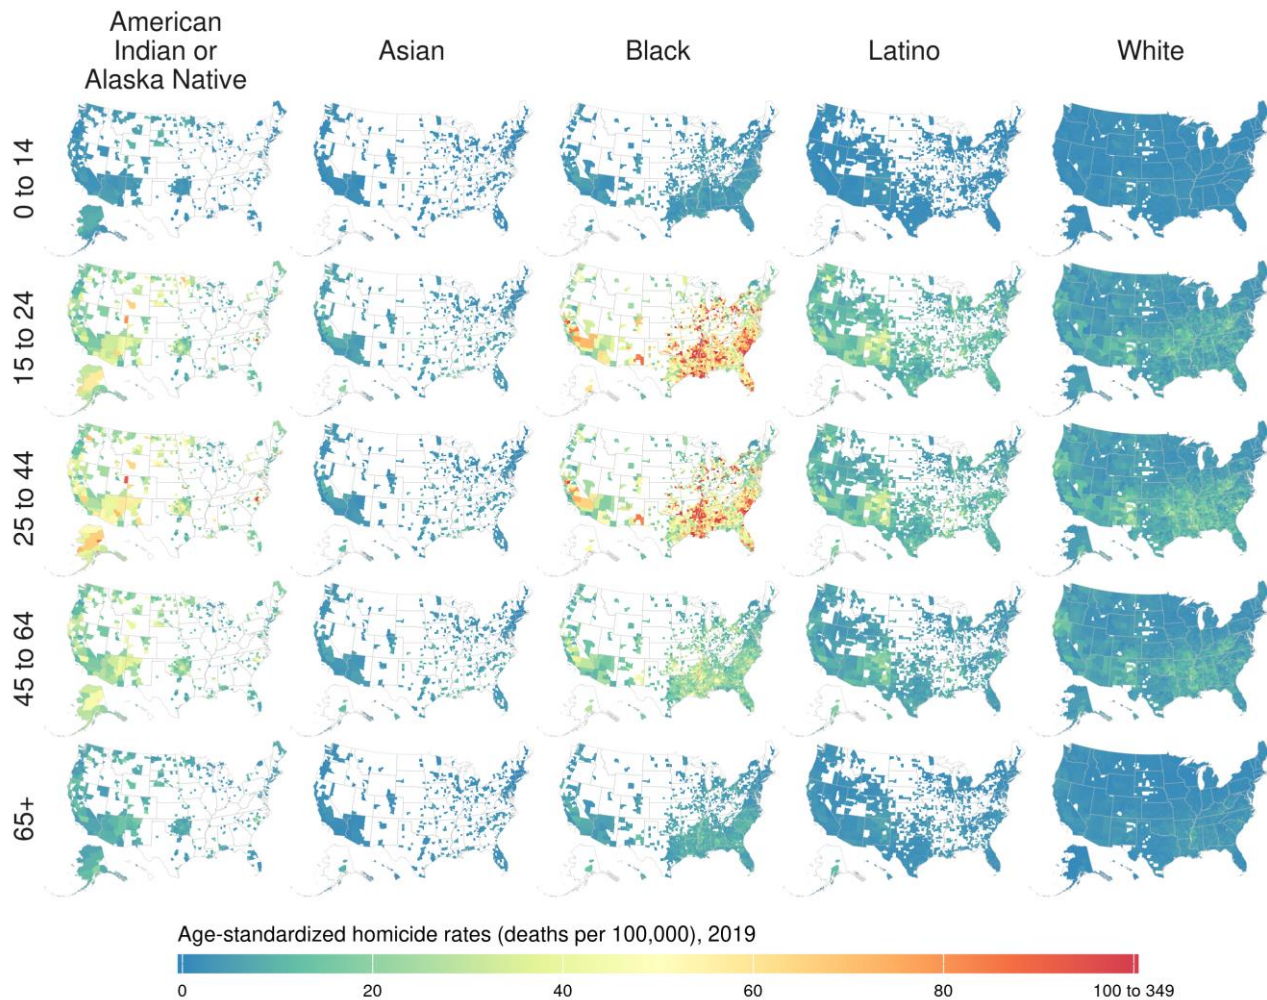 American
Indian or
Alaska Native
Asian
Black
Latino
White
0 to 14
15 to 24
25 to 44
45 to 64
65+
Age-standardized homicide rates (deaths per 100,000), 2019
0 20 40 60 80 100 to 349